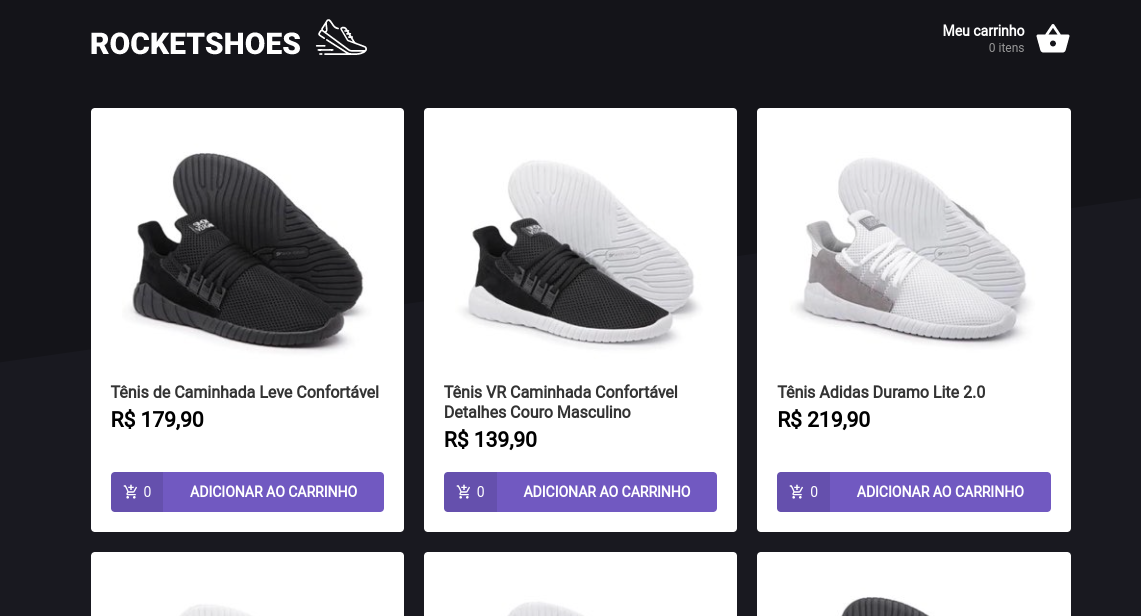 ROCKETSHOES
Meu carrinho
0 itens
Tênis de Caminhada Leve Confortável
R$ 179,90
0 ADICIONAR AO CARRINHO
Tênis VR Caminhada Confortável
Detalhes Couro Masculino
R$ 139,90
0 ADICIONAR AO CARRINHO
Tênis Adidas Duramo Lite 2.0
R$ 219,90
0 ADICIONAR AO CARRINHO